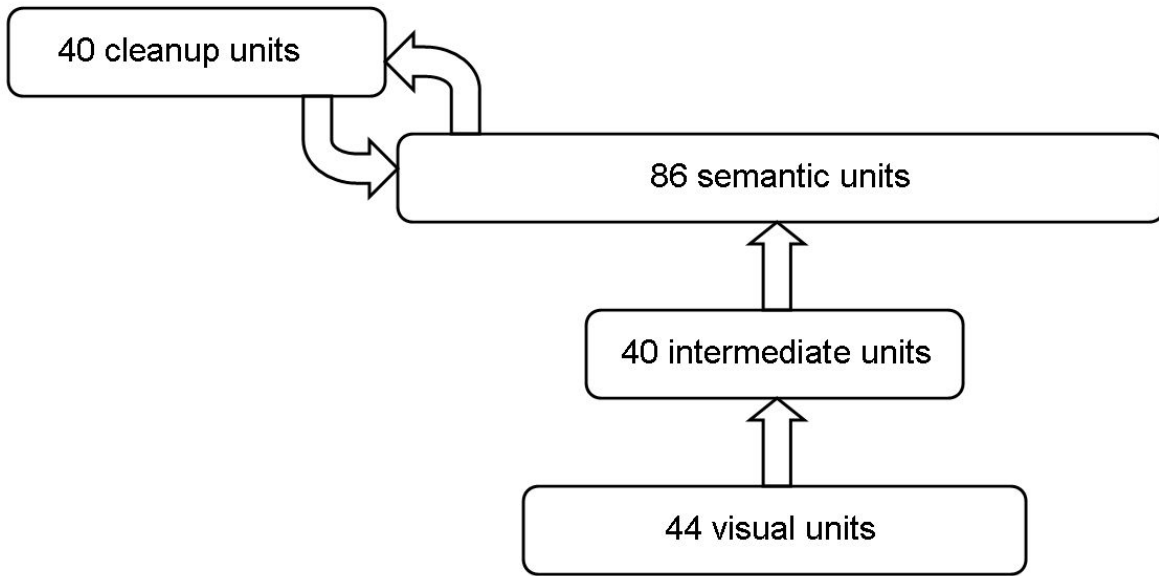 40 cleanup units
86 semantic units
40 intermediate units
44 visual units